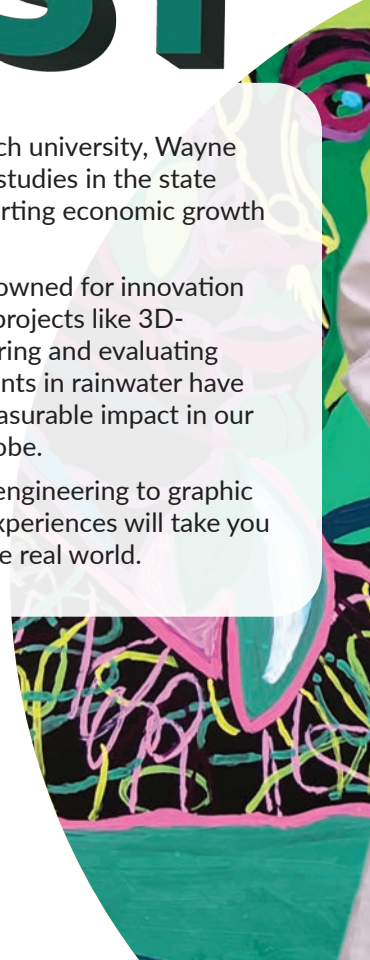 ST
ch university, Wayne
studies in the state
rting economic growth
owned for innovation
projects like 3D-
ring and evaluating
nts in rainwater have
asurable impact in our
obe.
engineering to graphic
xperiences will take you
e real world.